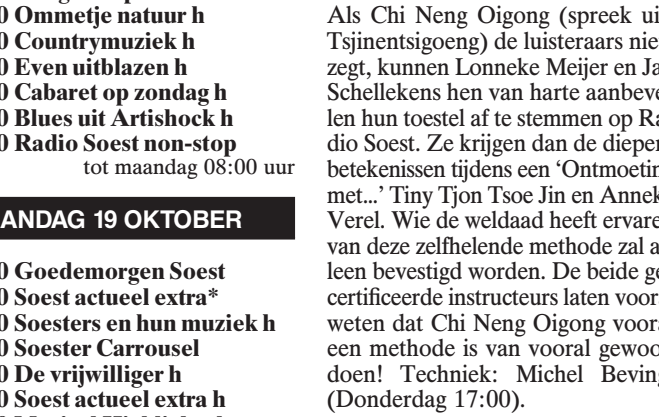 0 Ommetje natuur h
0 Countrymuziek h
0 Even uitblazen h
0 Cabaret op zondag h
0 Blues uit Artishock h
0 Radio Soest non-stop
tot maandag 08:00 uur
ANDAG 19 OKTOBER
0 Goedemorgen Soest
0 Soest actueel extra*
0 Soesters en hun muziek h
0 Soester Carrousel
0 De vrijwilliger h
0 Soest actueel extra h
Als Chi Neng Oigong (spreek ui
Tsjinentsigoeng) de luisteraars nie
zegt, kunnen Lonneke Meijer en Ja
Schellekens hen van harte aanbeve
len hun toestel af te stemmen op Ra
dio Soest. Ze krijgen dan de dieper
betekenissen tijdens een ‘Ontmoetin
met...’ Tiny Tjon Tsoe Jin en Annek
Verel. Wie de weldaad heeft ervare
van deze zelfhelende methode zal a
leen bevestigd worden. De beide ge
certificeerde instructeurs laten voor
weten dat Chi Neng Oigong voora
een methode is van vooral gewoo
doen! Techniek: Michel Beving
(Donderdag 17:00).